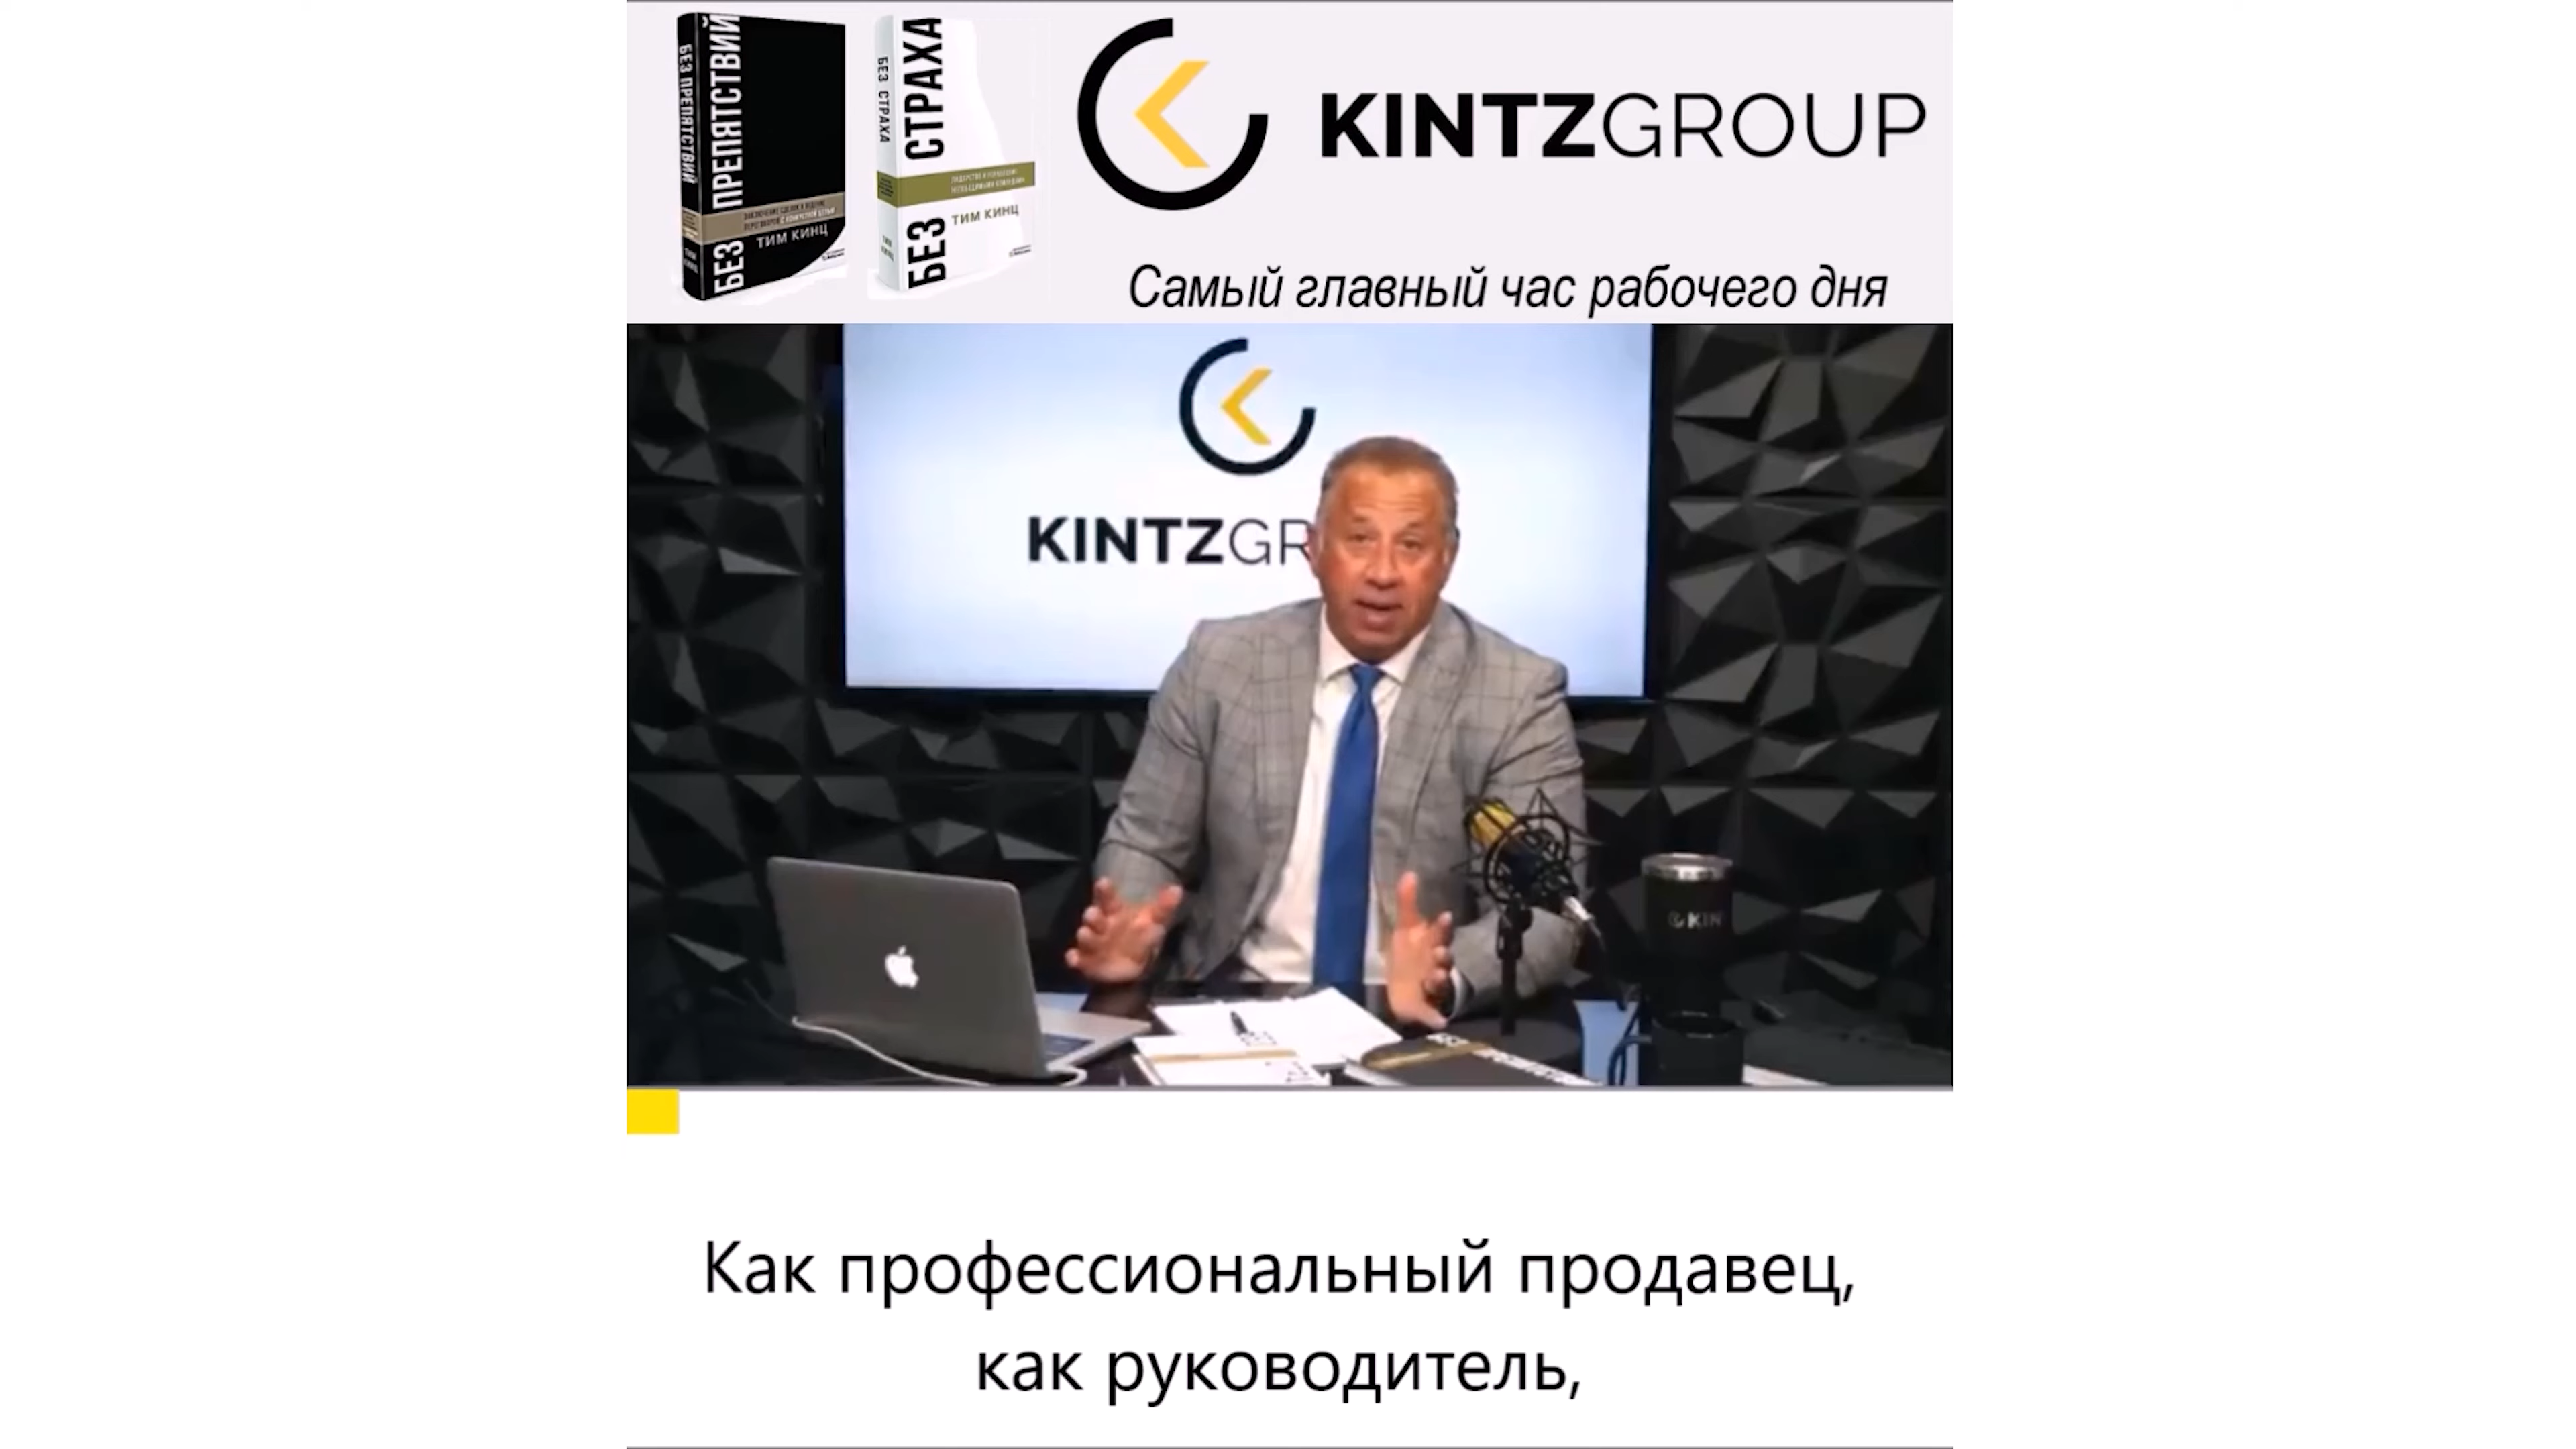 БЕЗ ПРЕПЯТСТВИЙ
БЕЗ ПРЕПЯТСТВИЙ
ТИМ КИНЦ
БЕЗ СТРАХА
БЕЗ СТРАХА
ТИМ КИНЦ
KINTZGROUP
Самый главный час рабочего дня
KINTZGR
KIN
Как профессиональный продавец,
как руководитель,